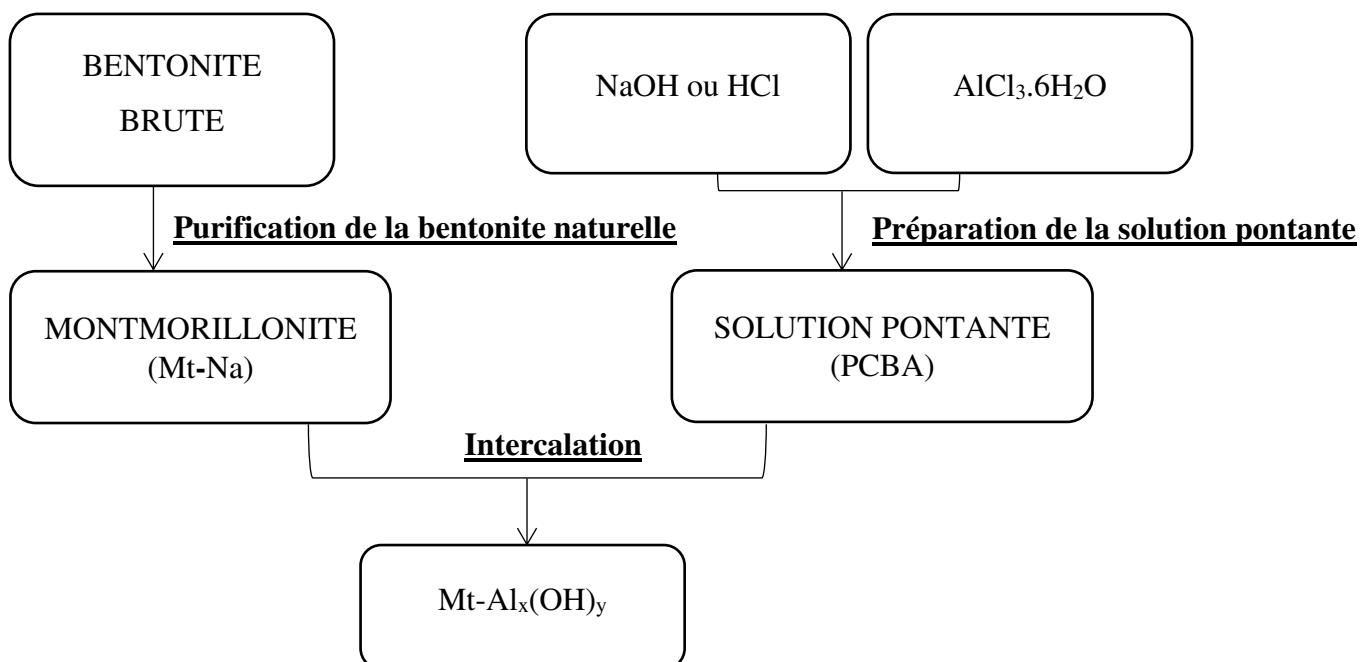 BENTONITE
BRUTE
NaOH ou HCl
AlCl₃.6H₂O
Purification de la bentonite naturelle
Préparation de la solution pontante
MONTMORILLONITE
(Mt-Na)
SOLUTION PONTANTE
(PCBA)
Intercalation
Mt-Alₓ(OH)ᵧ